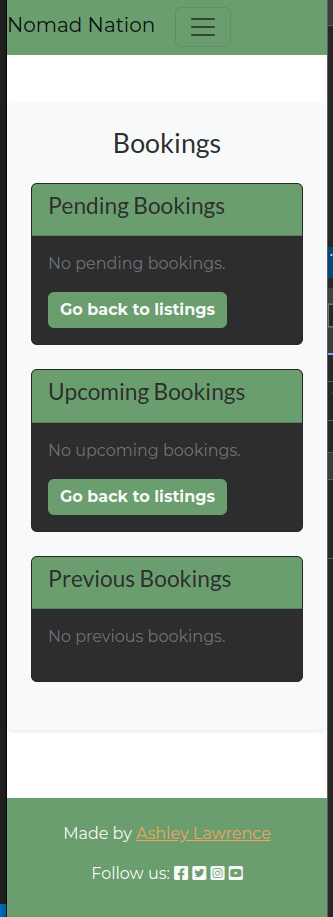 Nomad Nation
Bookings
Pending Bookings
No pending bookings.
Go back to listings
Upcoming Bookings
No upcoming bookings.
Go back to listings
Previous Bookings
No previous bookings.
Made by Ashley Lawrence
Follow us: